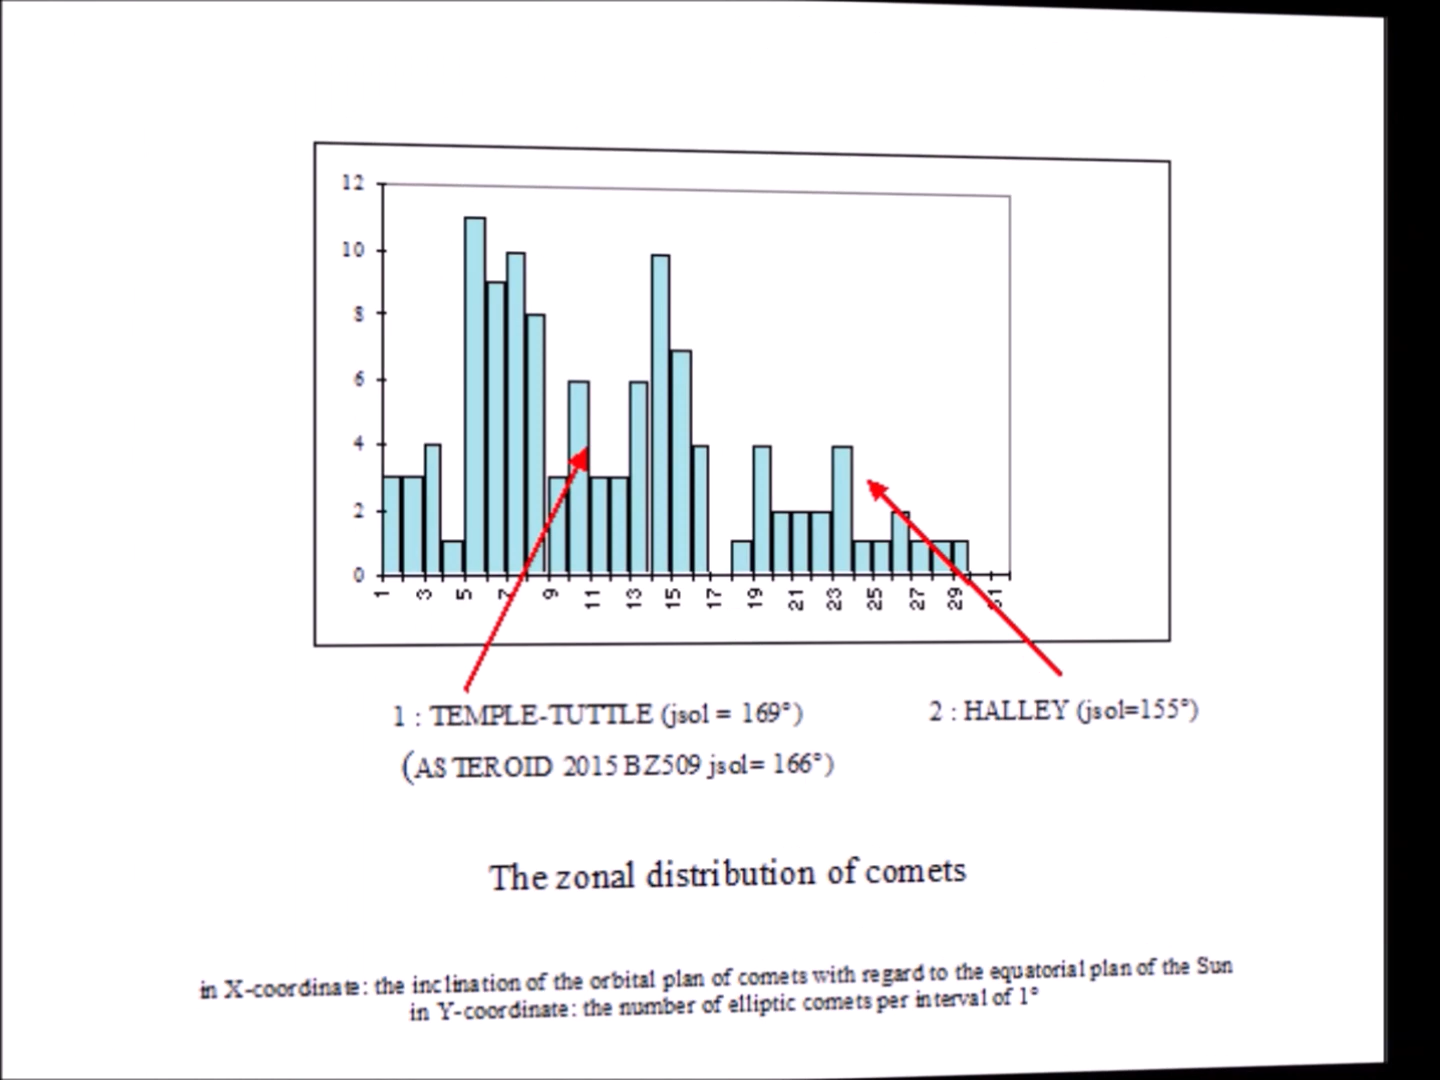 12
10
8
6
4
2
0
1 3 5 7 9 11 13 15 17 19 21 23 25 27 29 31
1 : TEMPLE-TUTTLE (jsol = 169°)
2 : HALLEY (jsol=155°)
(ASTEROID 2015 BZ509 jsol= 166°)
The zonal distribution of comets
in X-coordinate: the inclination of the orbital plan of comets with regard to the equatorial plan of the Sun
in Y-coordinate: the number of elliptic comets per interval of 1°